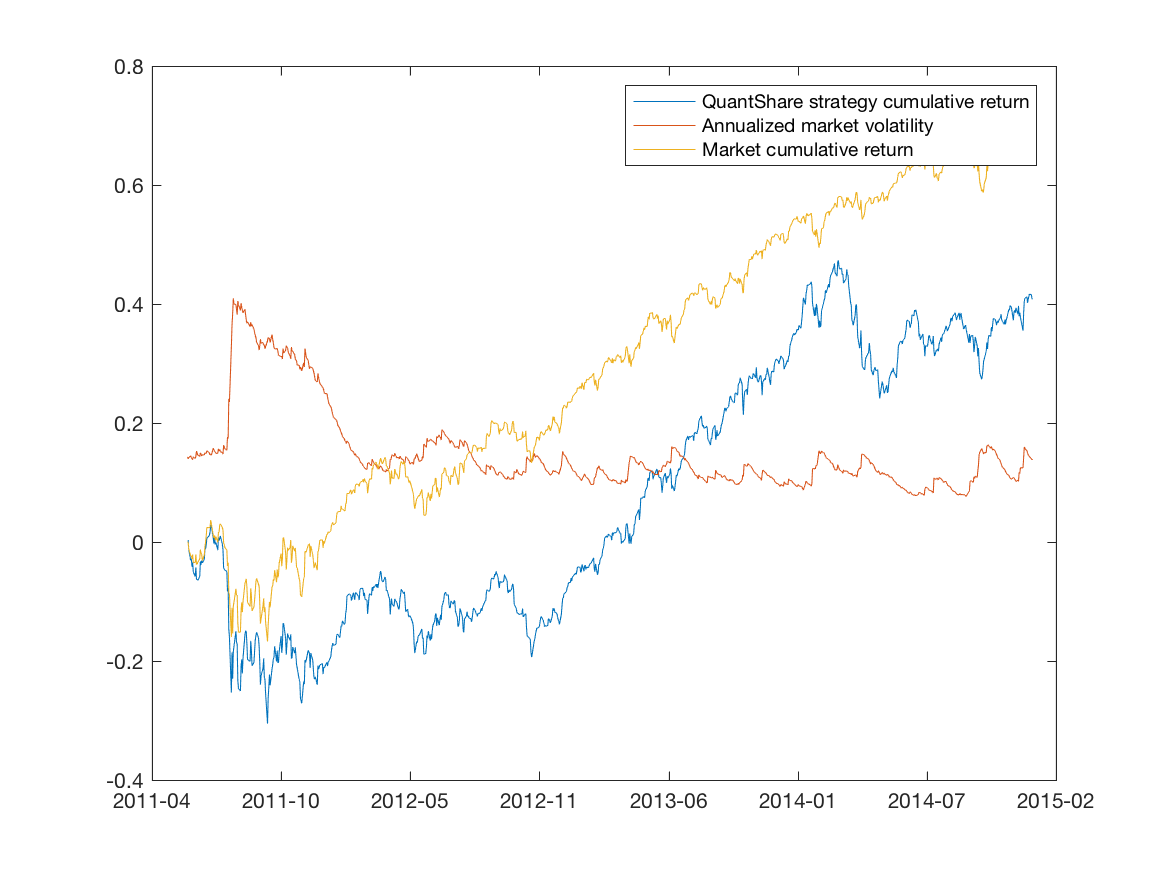 0.8
QuantShare strategy cumulative return
Annualized market volatility
Market cumulative return
0.6
0.4
0.2
0
-0.2
-0.4
2011-04 2011-10 2012-05 2012-11 2013-06 2014-01 2014-07 2015-02